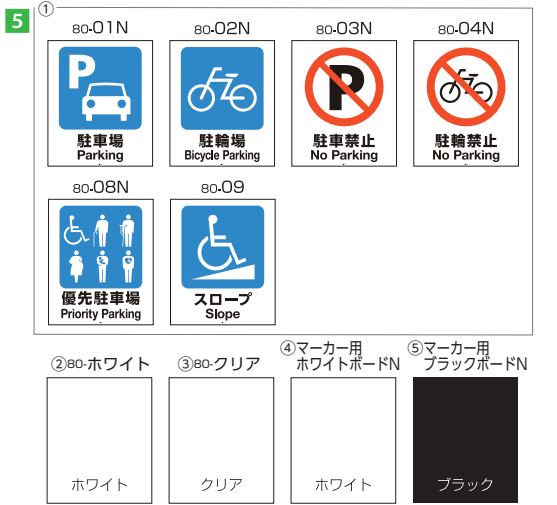 5
①
80-01N
80-02N
80-03N
80-04N
P
駐車場
Parking
駐輪場
Bicycle Parking
P
駐車禁止
No Parking
駐輪禁止
No Parking
80-08N
80-09
優先駐車場
Priority Parking
スロープ
Slope
②80-ホワイト
③80-クリア
④マーカー用
ホワイトボードN
⑤マーカー用
ブラックボードN
ホワイト
クリア
ホワイト
ブラック